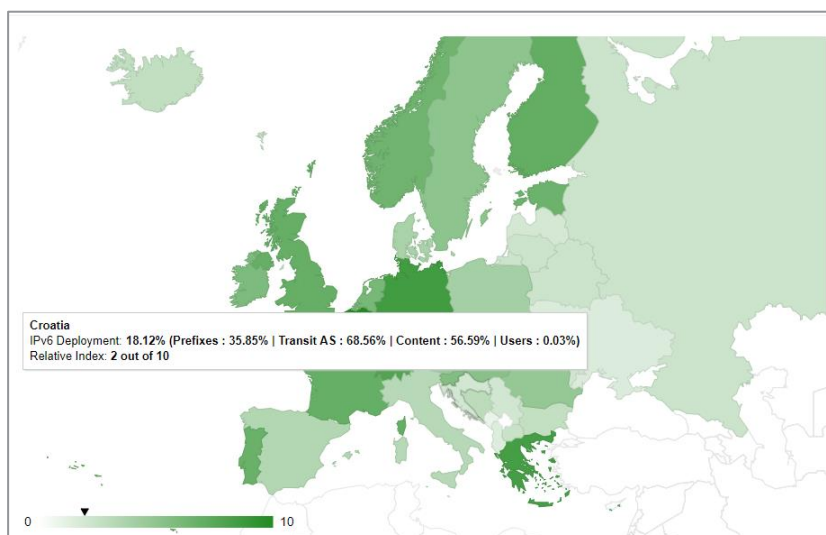 Croatia
IPv6 Deployment: 18.12% (Prefixes : 35.85% | Transit AS : 68.56% | Content : 56.59% | Users : 0.03%)
Relative Index: 2 out of 10
0 10